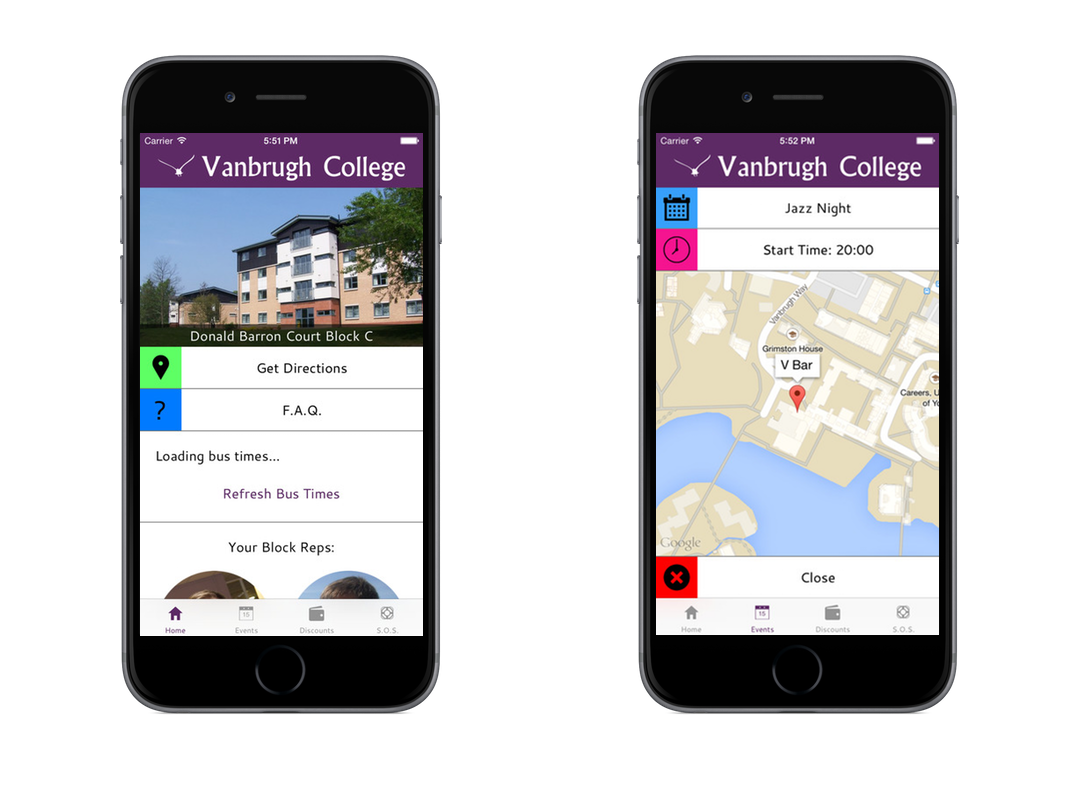 Carrier 5:51 PM
Vanbrugh College
Donald Barron Court Block C
Get Directions
?
F.A.Q.
Loading bus times...
Refresh Bus Times
Your Block Reps:
15
Home Events Discounts S.O.S.
Carrier 5:52 PM
Vanbrugh College
Jazz Night
Start Time: 20:00
Vanbrugh Way
Grimston House
V Bar
Careers, U
of Yo
Google
Close
15
Home Events Discounts S.O.S.